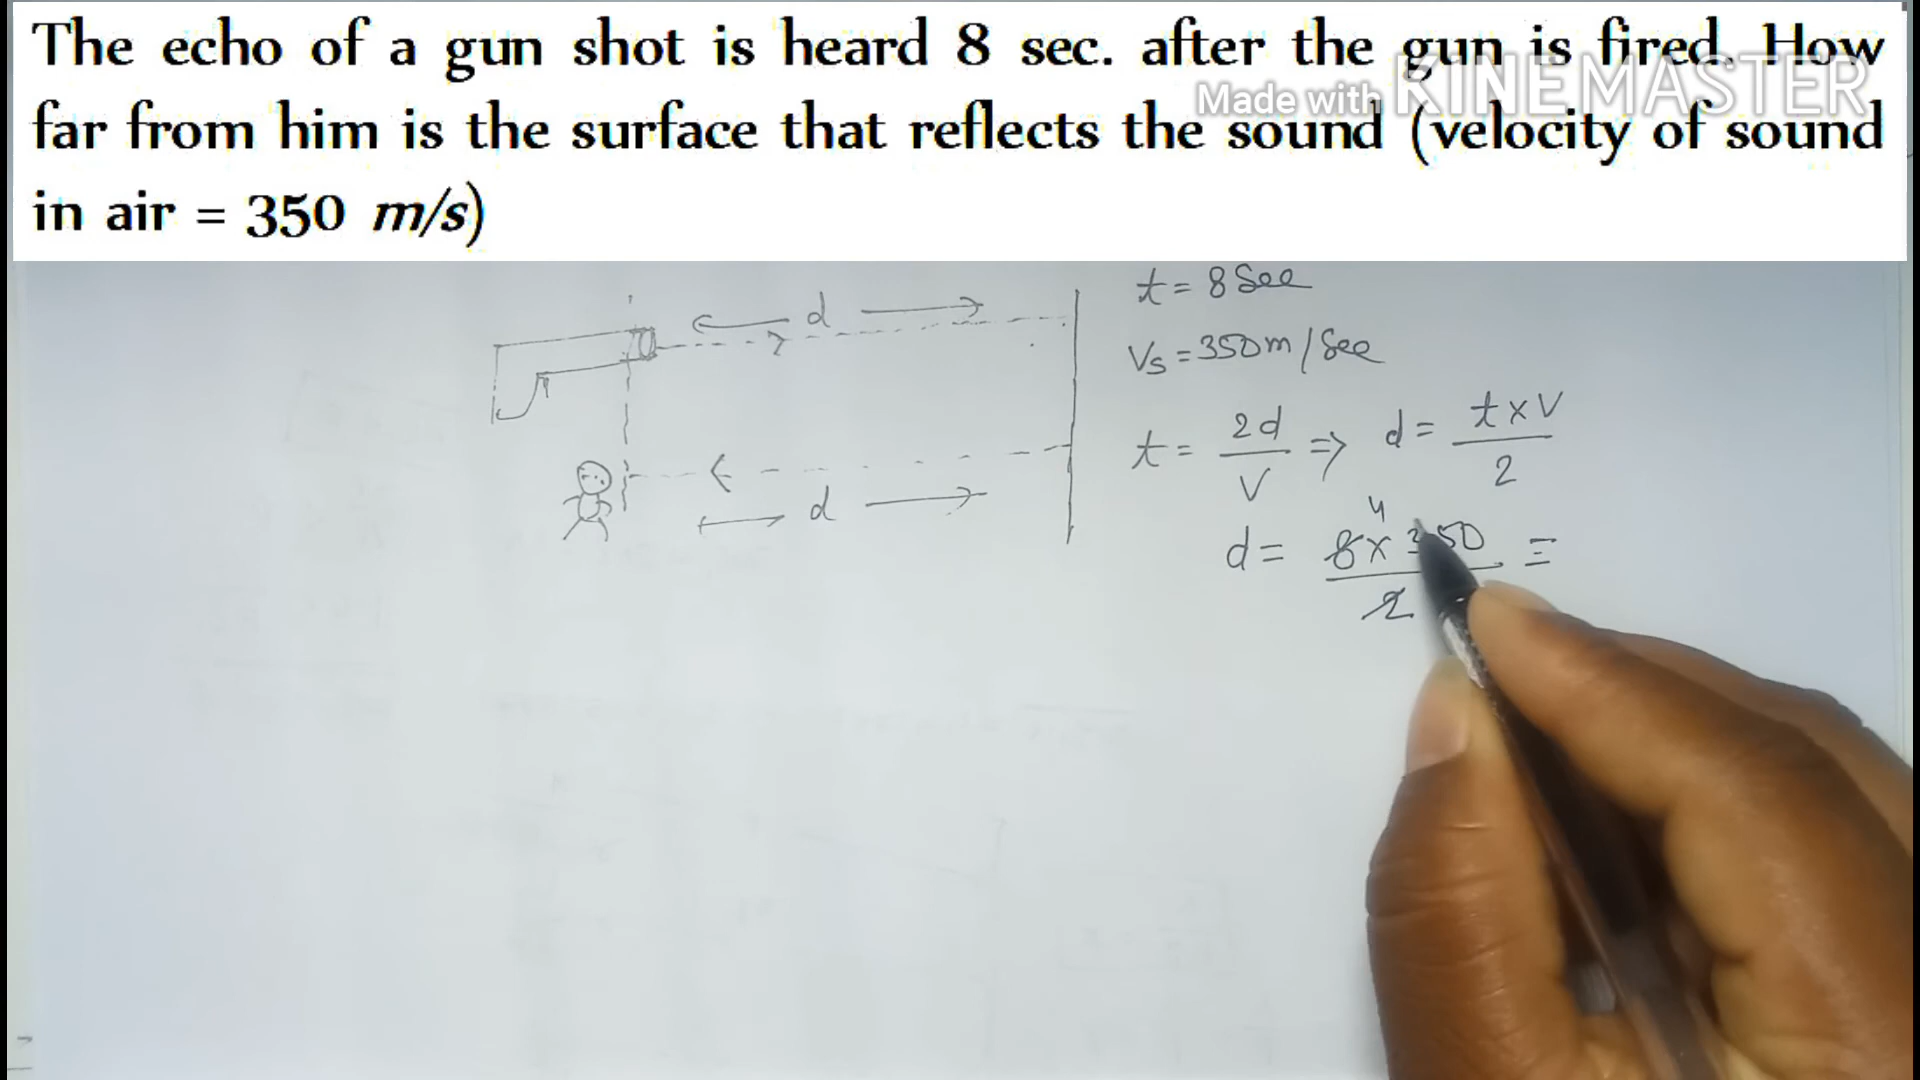 The echo of a gun shot is heard 8 sec. after the gun is fired. How
far from him is the surface that reflects the sound (velocity of sound
in air = 350 m/s)
Made with KINEMASTER
d
d
t = 8 Sec
Vs = 350 m / Sec
t = 2d / V ⇒ d = t × V / 2
4
d = 8 × 350 / 2 =